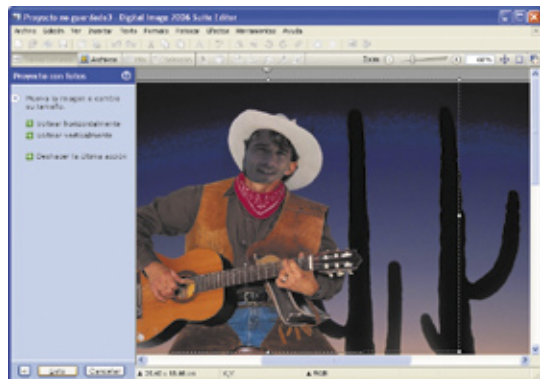 Proyecto no guardado3 - Digital Image 2006 Suite Editor
Archivo Edición Ver Insertar Texto Formato Retocar Efectos Herramientas Ayuda
Archivos
Zoom
Proyecto con fotos
Mueva la imagen o cambie
su tamaño.
Voltear horizontalmente
Voltear verticalmente
Deshacer la última acción
Listo
Cancelar
X,Y
RGB